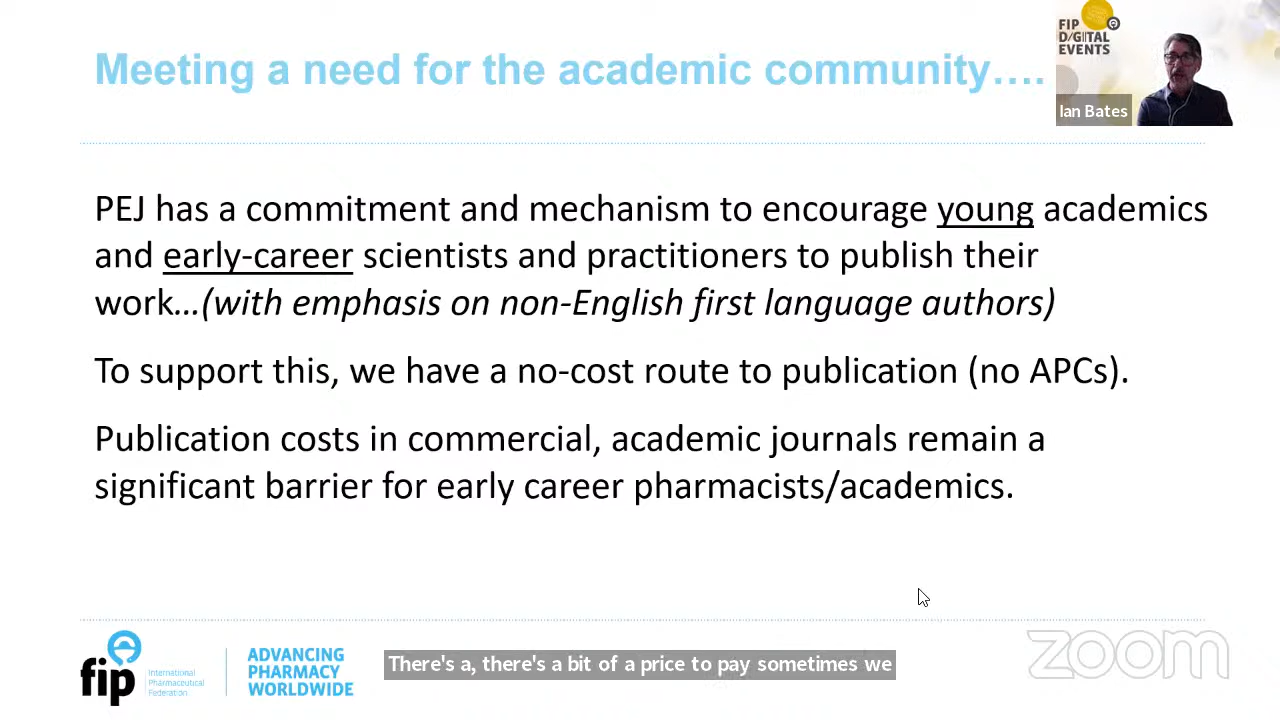 Meeting a need for the academic community….
FIP
DIGITAL
EVENTS
Ian Bates
PEJ has a commitment and mechanism to encourage young academics
and early-career scientists and practitioners to publish their
work…(with emphasis on non-English first language authors)
To support this, we have a no-cost route to publication (no APCs).
Publication costs in commercial, academic journals remain a
significant barrier for early career pharmacists/academics.
fip
International
Pharmaceutical
Federation
ADVANCING
PHARMACY
WORLDWIDE
There's a, there's a bit of a price to pay sometimes we
zoom